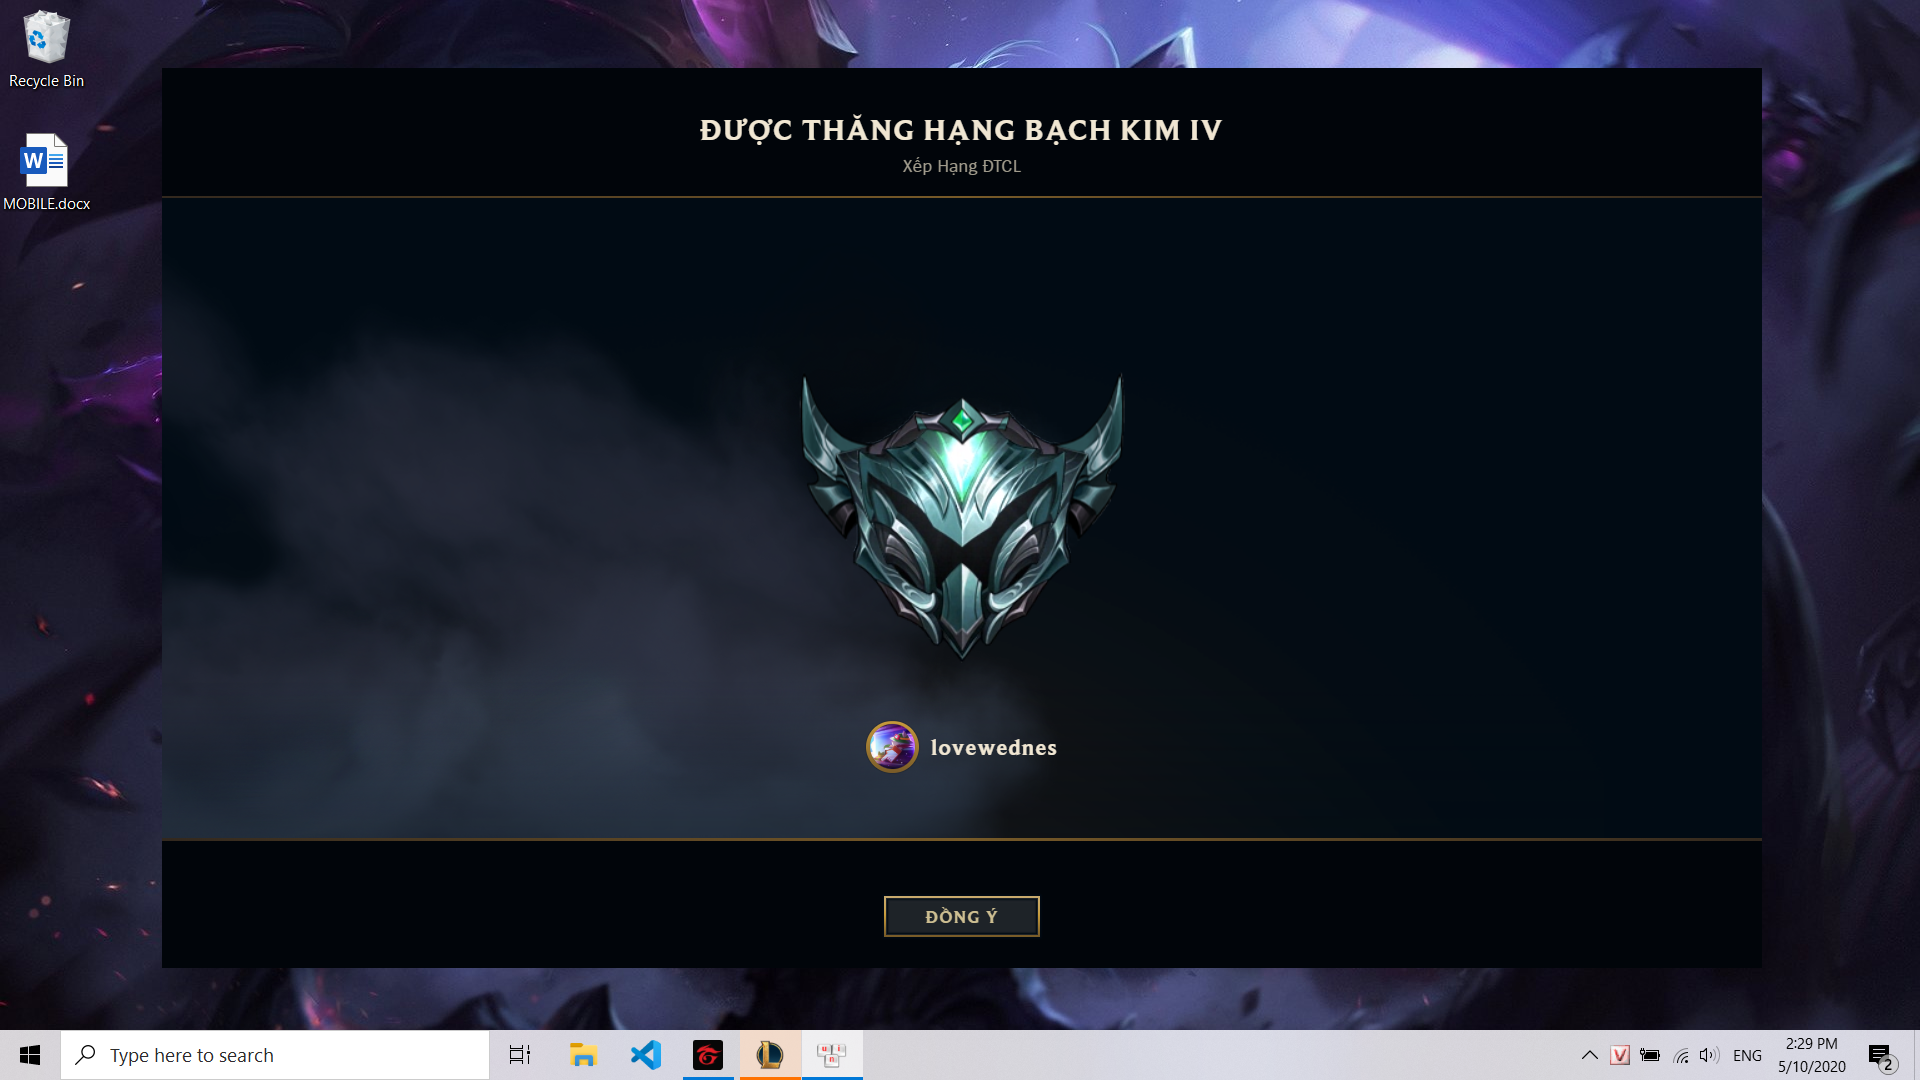 Recycle Bin
MOBILE.docx
ĐƯỢC THĂNG HẠNG BẠCH KIM IV
Xếp Hạng ĐTCL
lovewednes
ĐỒNG Ý
Type here to search
ENG
2:29 PM
5/10/2020
2